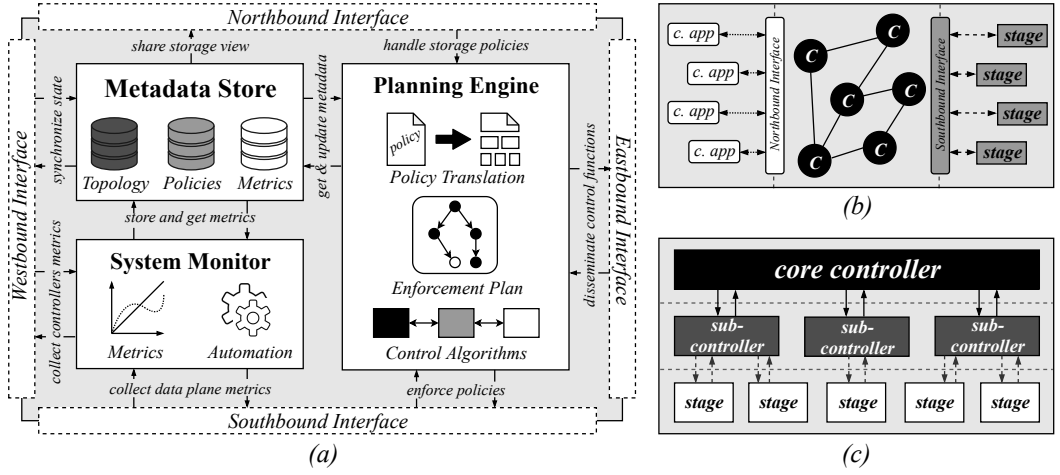 Northbound Interface
share storage view
handle storage policies
Westbound Interface
synchronize state
collect controllers metrics
Metadata Store
Topology
Policies
Metrics
store and get metrics
System Monitor
Metrics
Automation
collect data plane metrics
get & update metadata
Planning Engine
policy
Policy Translation
Enforcement Plan
Control Algorithms
enforce policies
disseminate control functions
Eastbound Interface
Southbound Interface
(a)
c. app
c. app
c. app
c. app
Northbound Interface
C
C
C
C
C
C
Southbound Interface
stage
stage
stage
stage
(b)
core controller
sub-
controller
sub-
controller
sub-
controller
stage
stage
stage
stage
stage
(c)